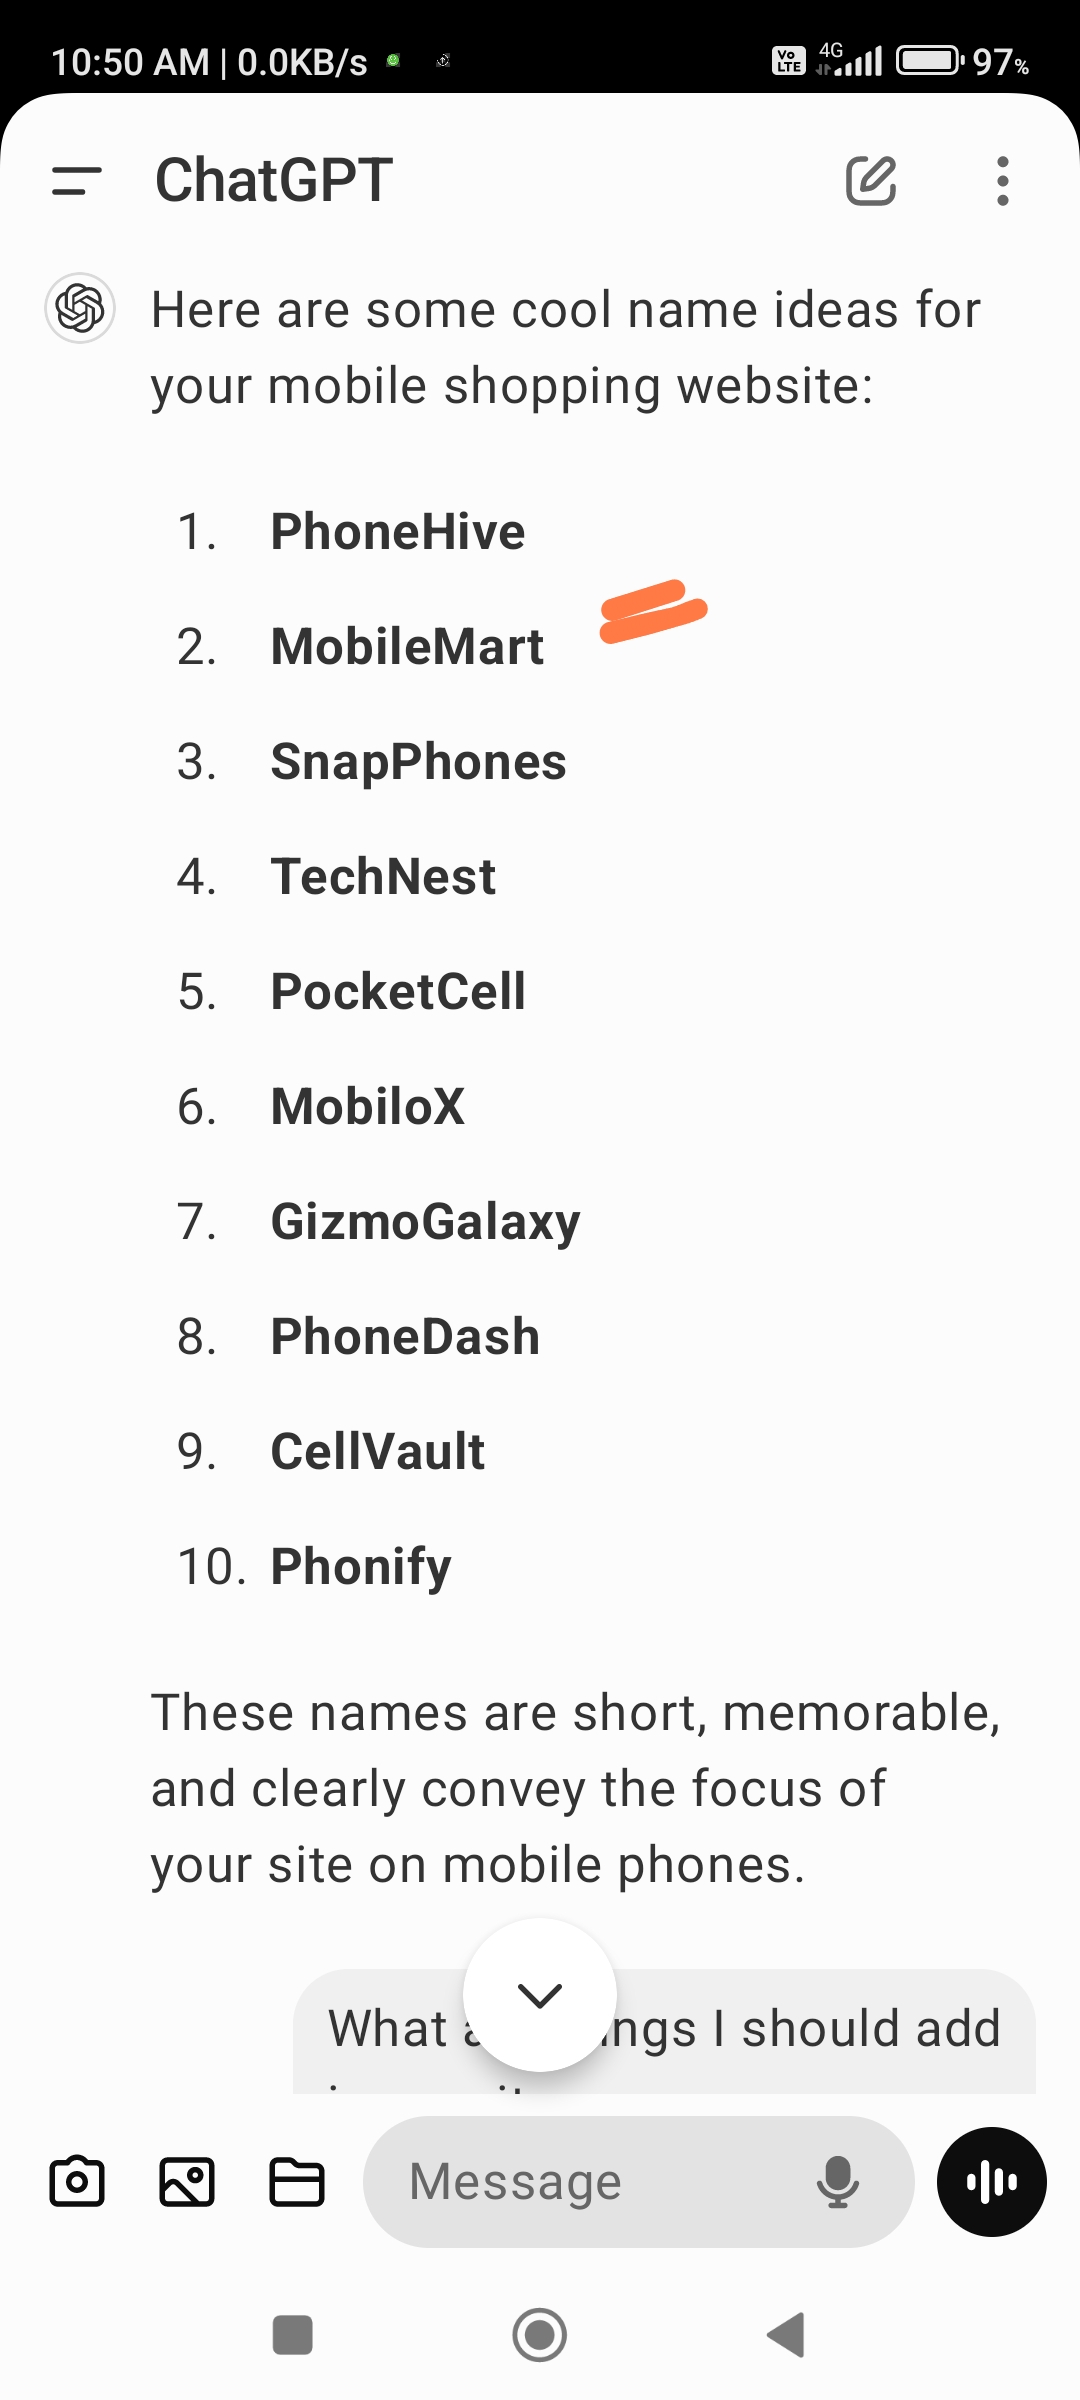 10:50 AM | 0.0KB/s Vo LTE 4G 97%
ChatGPT
Here are some cool name ideas for
your mobile shopping website:
1. PhoneHive
2. MobileMart
3. SnapPhones
4. TechNest
5. PocketCell
6. MobiloX
7. GizmoGalaxy
8. PhoneDash
9. CellVault
10. Phonify
These names are short, memorable,
and clearly convey the focus of
your site on mobile phones.
What I should add
Message